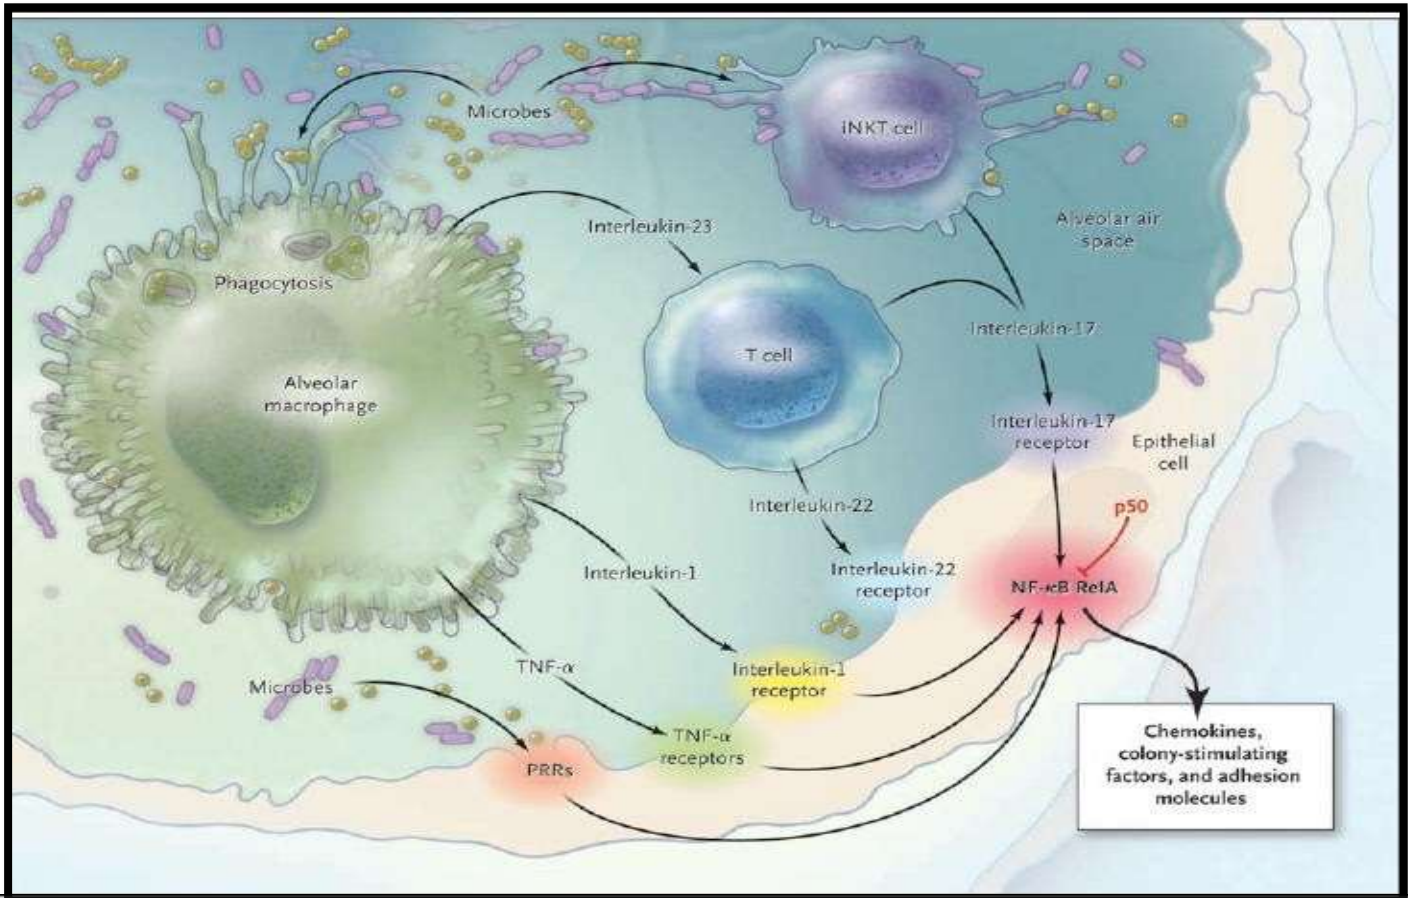 Microbes
iNKT cell
Interleukin-23
Alveolar air
space
Phagocytosis
Interleukin-17
T cell
Alveolar
macrophage
Interleukin-17
receptor
Epithelial
cell
Interleukin-22
p50
Interleukin-1
Interleukin-22
receptor
NF-κB RelA
TNF-α
Interleukin-1
receptor
Microbes
TNF-α
receptors
PRRs
Chemokines,
colony-stimulating
factors, and adhesion
molecules